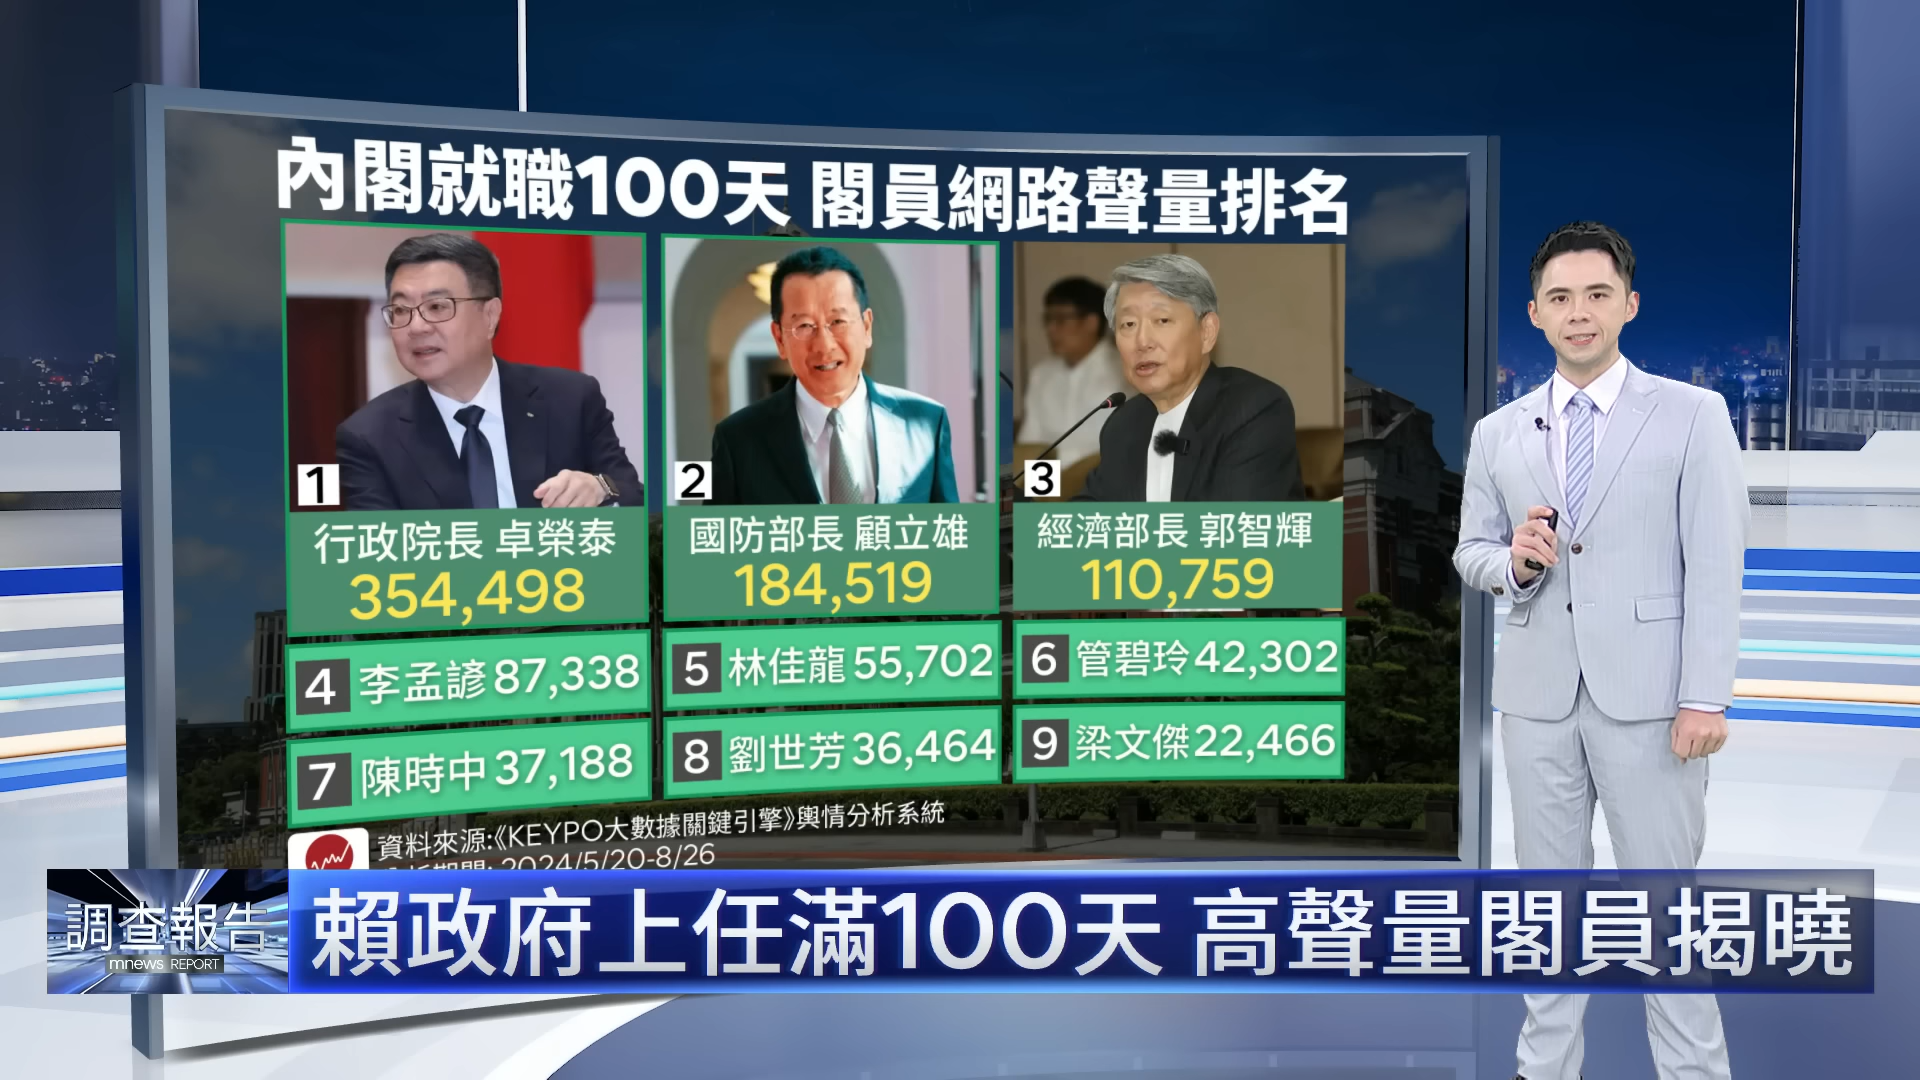 內閣就職100天 閣員網路聲量排名
1
行政院長 卓榮泰
354,498
2
國防部長 顧立雄
184,519
3
經濟部長 郭智輝
110,759
4 李孟諺 87,338
5 林佳龍 55,702
6 管碧玲 42,302
7 陳時中 37,188
8 劉世芳 36,464
9 梁文傑 22,466
資料來源:《KEYPO大數據關鍵引擎》輿情分析系統
2024/5/20-8/26
調查報告
mnews REPORT
賴政府上任滿100天 高聲量閣員揭曉